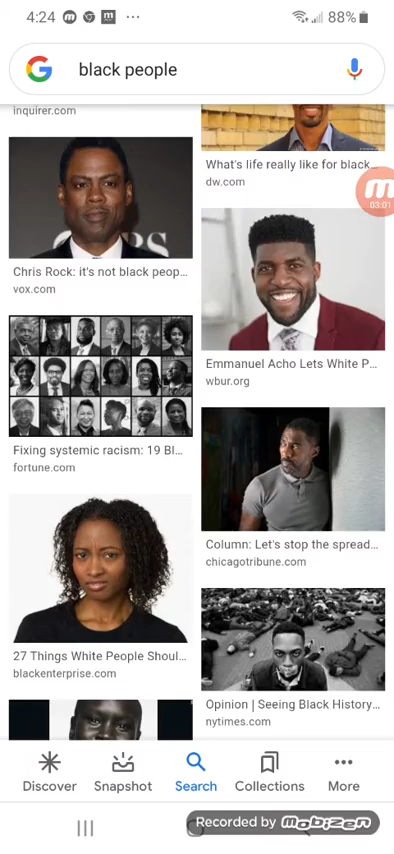 4:24
88%
black people
inquirer.com
What's life really like for black...
dw.com
03:01
Chris Rock: it's not black peop...
vox.com
Emmanuel Acho Lets White P...
wbur.org
Fixing systemic racism: 19 Bl...
fortune.com
Column: Let's stop the spread...
chicagotribune.com
27 Things White People Shoul...
blackenterprise.com
Opinion | Seeing Black History...
nytimes.com
Discover Snapshot Search Collections More
Recorded by mobizen